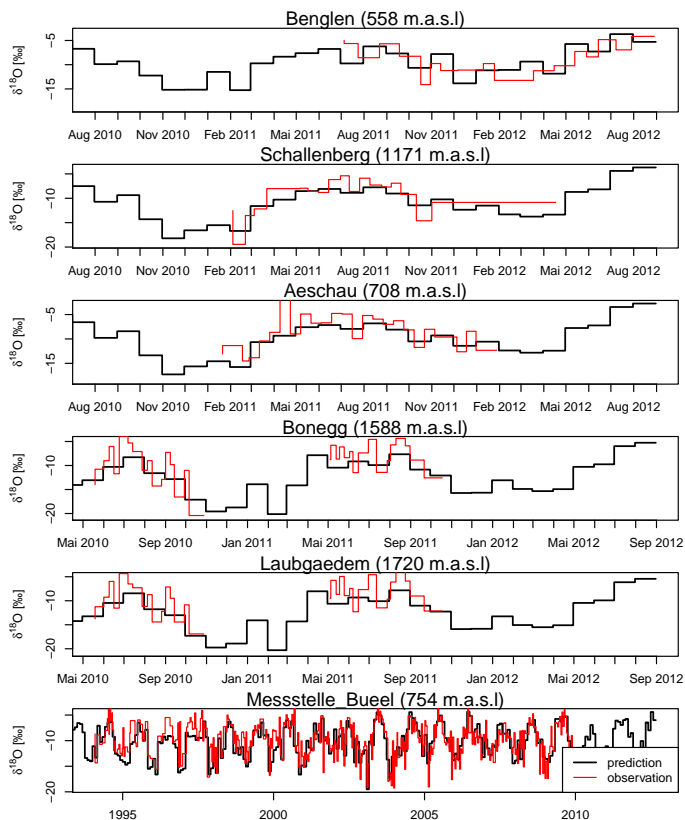 Benglen (558 m.a.s.l)
δ18O [‰]
-5
-15
Aug 2010 Nov 2010 Feb 2011 Mai 2011 Aug 2011 Nov 2011 Feb 2012 Mai 2012 Aug 2012
Schallenberg (1171 m.a.s.l)
δ18O [‰]
-10
-20
Aug 2010 Nov 2010 Feb 2011 Mai 2011 Aug 2011 Nov 2011 Feb 2012 Mai 2012 Aug 2012
Aeschau (708 m.a.s.l)
δ18O [‰]
-5
-15
Aug 2010 Nov 2010 Feb 2011 Mai 2011 Aug 2011 Nov 2011 Feb 2012 Mai 2012 Aug 2012
Bonegg (1588 m.a.s.l)
δ18O [‰]
-10
-20
Mai 2010 Sep 2010 Jan 2011 Mai 2011 Sep 2011 Jan 2012 Mai 2012 Sep 2012
Laubgaedem (1720 m.a.s.l)
δ18O [‰]
-10
-20
Mai 2010 Sep 2010 Jan 2011 Mai 2011 Sep 2011 Jan 2012 Mai 2012 Sep 2012
Messstelle_Bueel (754 m.a.s.l)
δ18O [‰]
-10
-20
prediction
observation
1995 2000 2005 2010